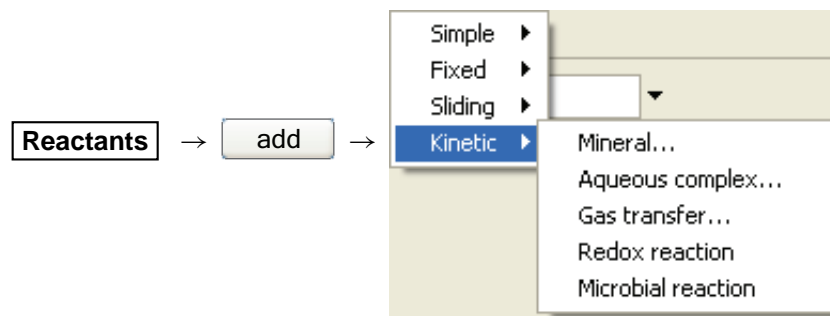 Reactants → add →
Simple
Fixed
Sliding
Kinetic
Mineral...
Aqueous complex...
Gas transfer...
Redox reaction
Microbial reaction